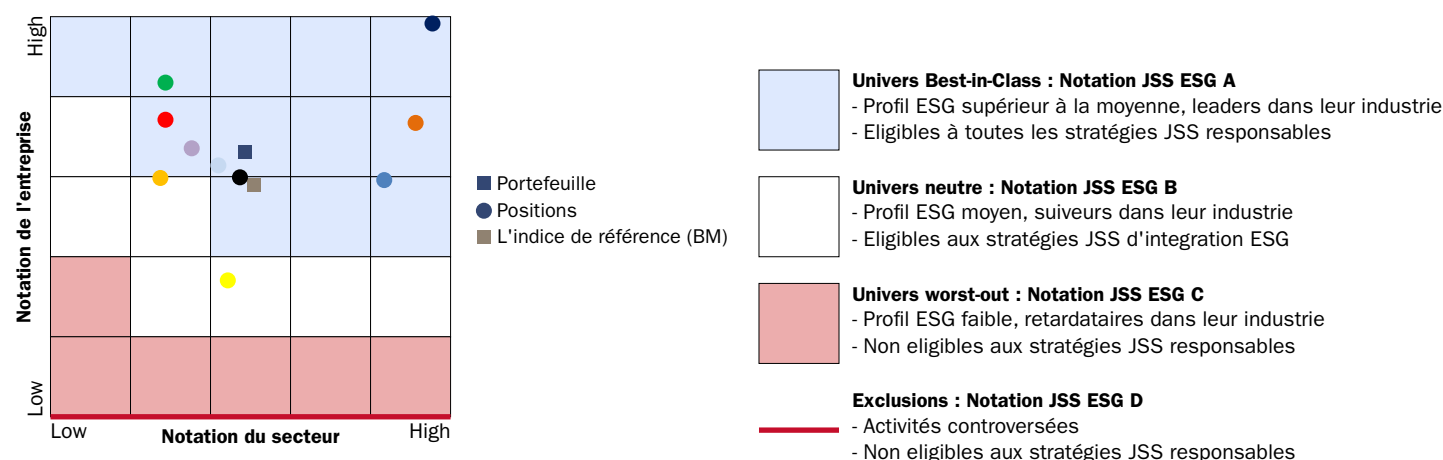 High
Notation de l'entreprise
Low
Low
Notation du secteur
High
Portefeuille
Positions
L'indice de référence (BM)
Univers Best-in-Class : Notation JSS ESG A
- Profil ESG supérieur à la moyenne, leaders dans leur industrie
- Eligibles à toutes les stratégies JSS responsables
Univers neutre : Notation JSS ESG B
- Profil ESG moyen, suiveurs dans leur industrie
- Eligibles aux stratégies JSS d'integration ESG
Univers worst-out : Notation JSS ESG C
- Profil ESG faible, retardataires dans leur industrie
- Non eligibles aux stratégies JSS responsables
Exclusions : Notation JSS ESG D
- Activités controversées
- Non eligibles aux stratégies JSS responsables